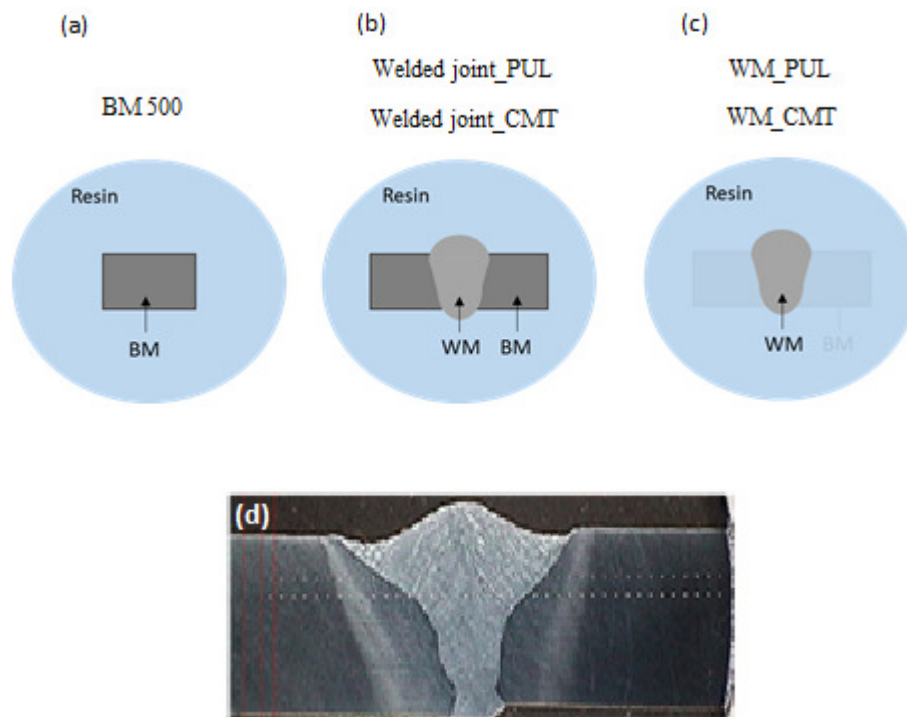 (a)
BM 500
Resin
BM
(b)
Welded joint_PUL
Welded joint_CMT
Resin
WM
BM
(c)
WM_PUL
WM_CMT
Resin
WM
BM
(d)